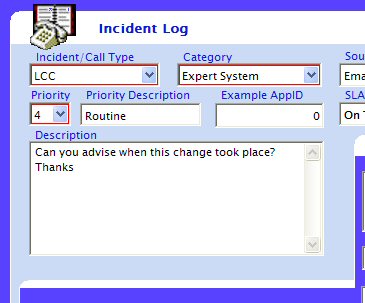 Incident Log
Incident/Call Type Category Sou
LCC Expert System Ema
Priority Priority Description Example AppID SLA
4 Routine 0 On T
Description
Can you advise when this change took place?
Thanks